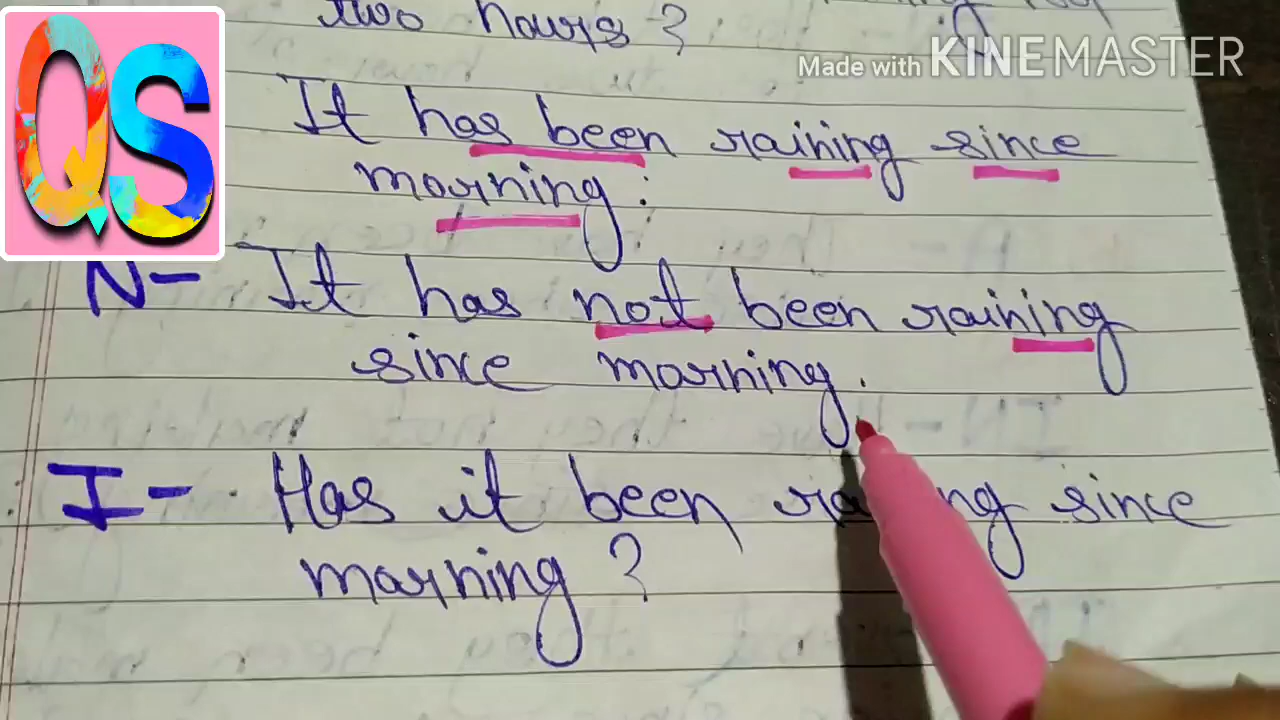 two hours ?
Made with KINEMASTER
QS
It has been raining since
morning :
N- It has not been raining
since morning.
I- Has it been raining since
morning ?